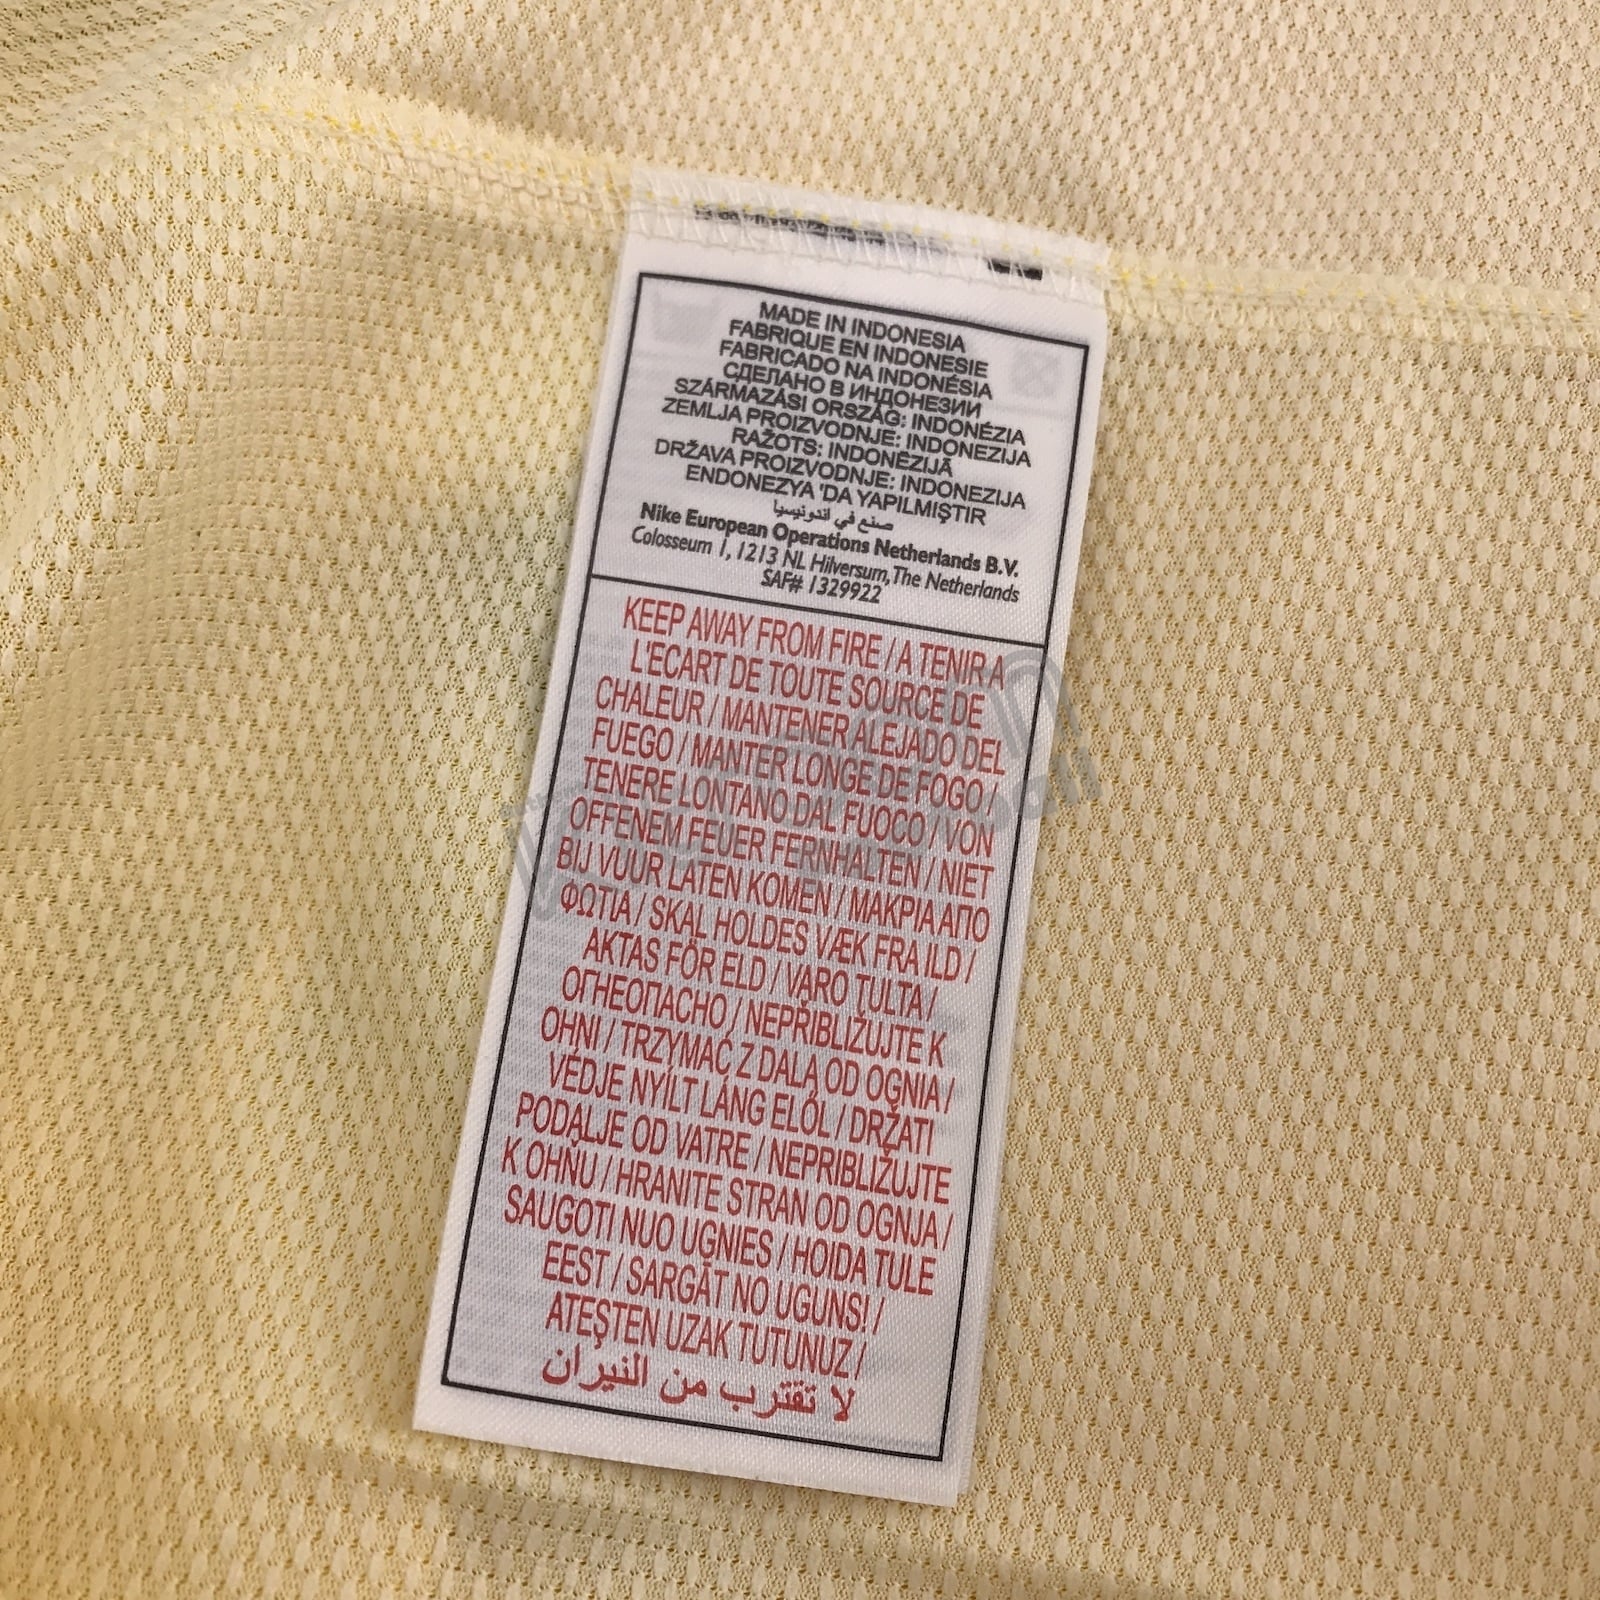 MADE IN INDONESIA
FABRIQUE EN INDONESIE
FABRICADO NA INDONÉSIA
СДЕЛАНО В ИНДОНЕЗИИ
SZÁRMAZÁSI ORSZÁG: INDONÉZIA
ZEMLJA PROIZVODNJE: INDONEZIJA
RAŽOTS: INDONĒZIJĀ
DRŽAVA PROIZVODNJE: INDONEZIJA
ENDONEZYA 'DA YAPILMIŞTIR
صنع في اندونيسيا
Nike European Operations Netherlands B.V.
Colosseum 1, 1213 NL Hilversum, The Netherlands
SAF# 1329922
KEEP AWAY FROM FIRE / A TENIR A
L'ECART DE TOUTE SOURCE DE
CHALEUR / MANTENER ALEJADO DEL
FUEGO / MANTER LONGE DE FOGO /
TENERE LONTANO DAL FUOCO / VON
OFFENEM FEUER FERNHALTEN / NIET
BIJ VUUR LATEN KOMEN / ΜΑΚΡΙΑ ΑΠΟ
ΦΩΤΙΑ / SKAL HOLDES VÆK FRA ILD /
AKTAS FÖR ELD / VARO TULTA /
ОГНЕОПАСНО / NEPŘIBLIŽUJTE K
OHNI / TRZYMAĆ Z DALA OD OGNIA /
VÉDJE NYÍLT LÁNG ELŐL / DRŽATI
PODALJE OD VATRE / NEPRIBLIŽUJTE
K OHŇU / HRANITE STRAN OD OGNJA /
SAUGOTI NUO UGNIES / HOIDA TULE
EEST / SARGĀT NO UGUNS! /
ATEŞTEN UZAK TUTUNUZ /
لا تقترب من النيران